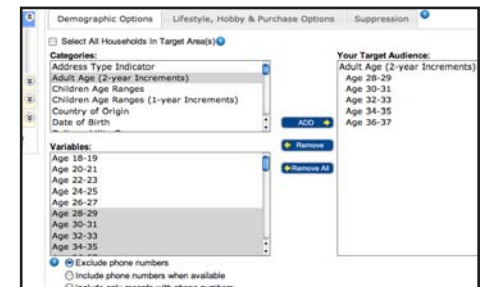 Demographic Options Lifestyle, Hobby & Purchase Options Suppression
Select All Households In Target Area(s)
Categories:
Address Type Indicator
Adult Age (2-year Increments)
Children Age Ranges
Children Age Ranges (1-year Increments)
Country of Origin
Date of Birth
Variables:
Age 18-19
Age 20-21
Age 22-23
Age 24-25
Age 26-27
Age 28-29
Age 30-31
Age 32-33
Age 34-35
ADD
Remove
Remove All
Your Target Audience:
Adult Age (2-year Increments)
Age 28-29
Age 30-31
Age 32-33
Age 34-35
Age 36-37
Exclude phone numbers
Include phone numbers when available